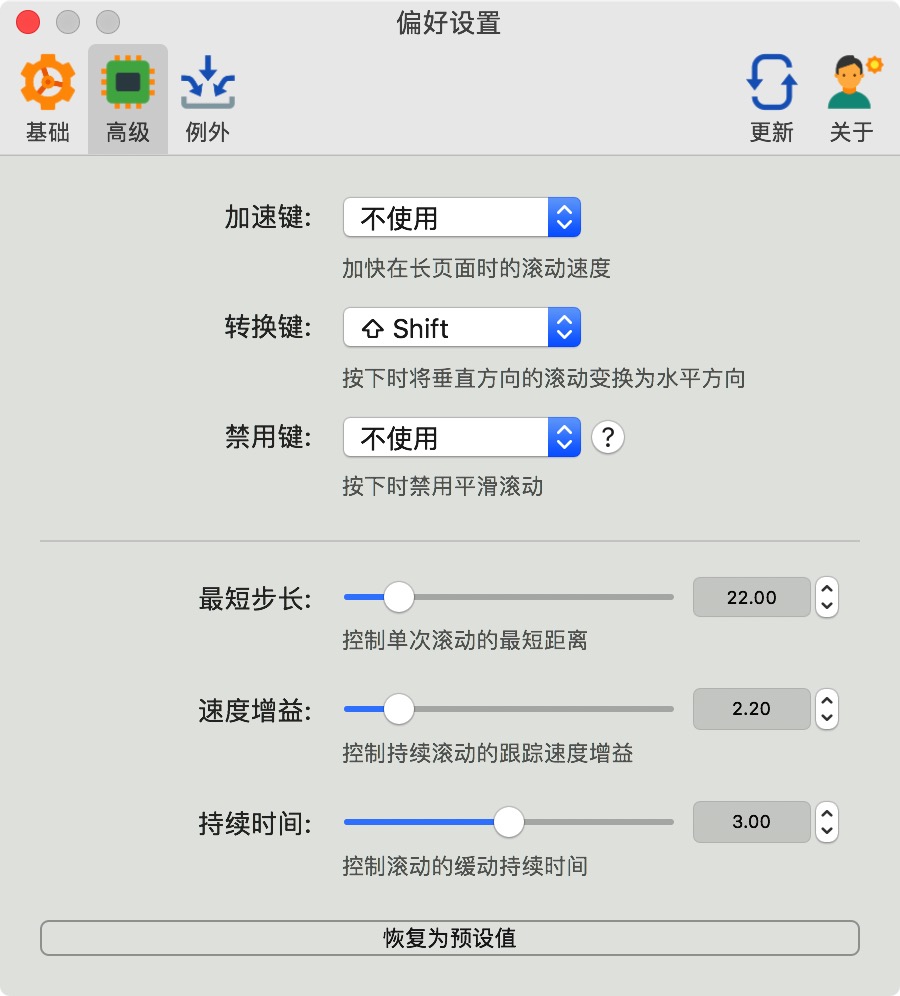 偏好设置
基础 高级 例外 更新 关于
加速键: 不使用
加快在长页面时的滚动速度
转换键: Shift
按下时将垂直方向的滚动变换为水平方向
禁用键: 不使用 ?
按下时禁用平滑滚动
最短步长: 22.00
控制单次滚动的最短距离
速度增益: 2.20
控制持续滚动的跟踪速度增益
持续时间: 3.00
控制滚动的缓动持续时间
恢复为预设值